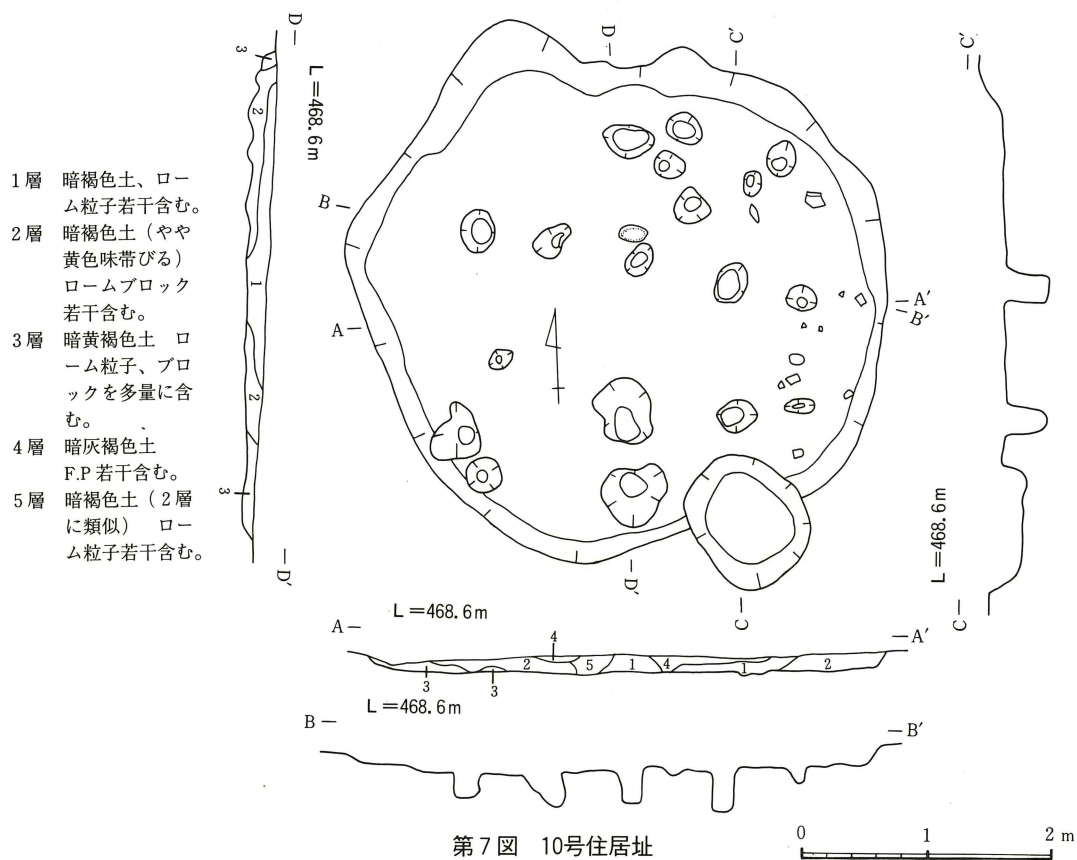 1層 暗褐色土、ロー
ム粒子若干含む。
2層 暗褐色土（やや
黄色味帯びる）
ロームブロック
若干含む。
3層 暗黄褐色土 ロ
ーム粒子、ブロ
ックを多量に含
む。
4層 暗灰褐色土
F.P若干含む。
5層 暗褐色土（2層
に類似） ロー
ム粒子若干含む。
D
3
L＝468.6m
2
1
2
3
D'
D
C'
B
A
A'
B'
D'
C
C'
L＝468.6m
C
L＝468.6m
A
A'
4
2
5
1
4
1
2
3
3
L＝468.6m
B
B'
第7図 10号住居址
0
1
2m